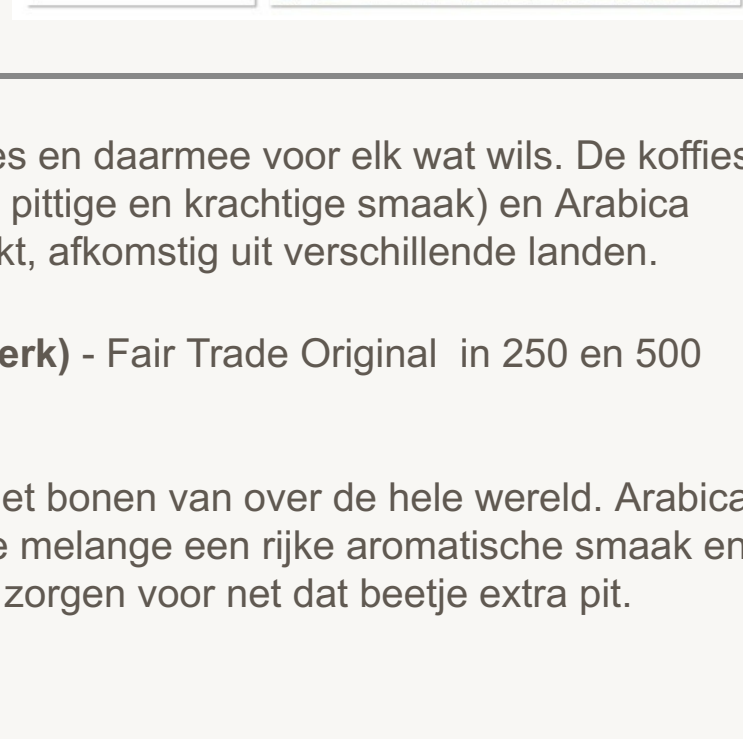 es en daarmee voor elk wat wils. De koffies
pittige en krachtige smaak) en Arabica
kt, afkomstig uit verschillende landen.
erk) - Fair Trade Original in 250 en 500
et bonen van over de hele wereld. Arabica
e melange een rijke aromatische smaak en
zorgen voor net dat beetje extra pit.